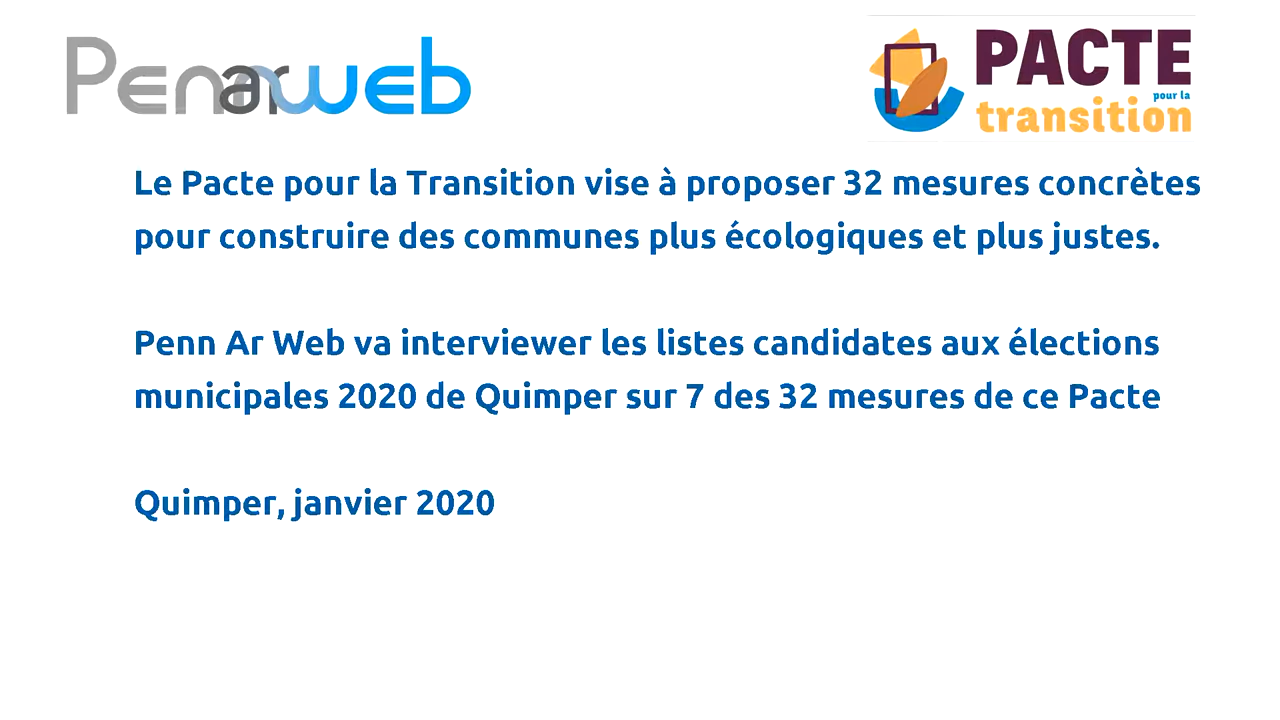 Pennarweb
PACTE
pour la
transition
Le Pacte pour la Transition vise à proposer 32 mesures concrètes
pour construire des communes plus écologiques et plus justes.
Penn Ar Web va interviewer les listes candidates aux élections
municipales 2020 de Quimper sur 7 des 32 mesures de ce Pacte
Quimper, janvier 2020